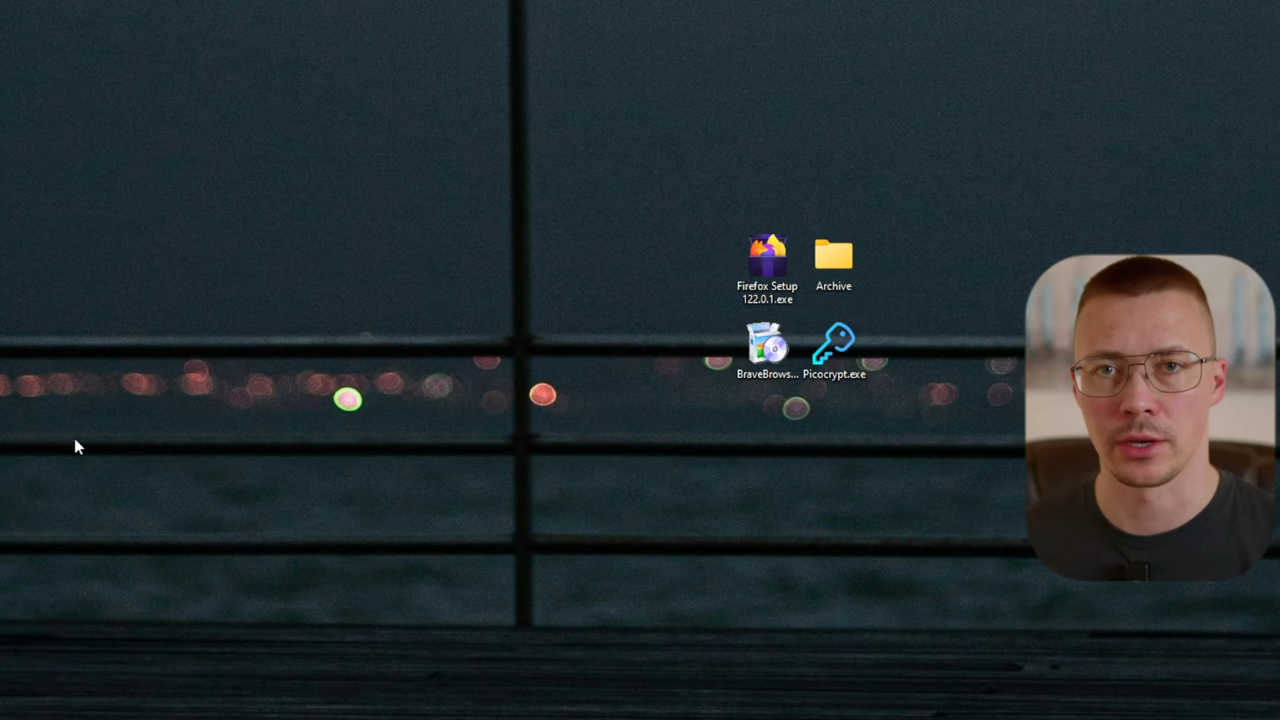 Firefox Setup
122.0.1.exe
Archive
BraveBrows...
Picocrypt.exe